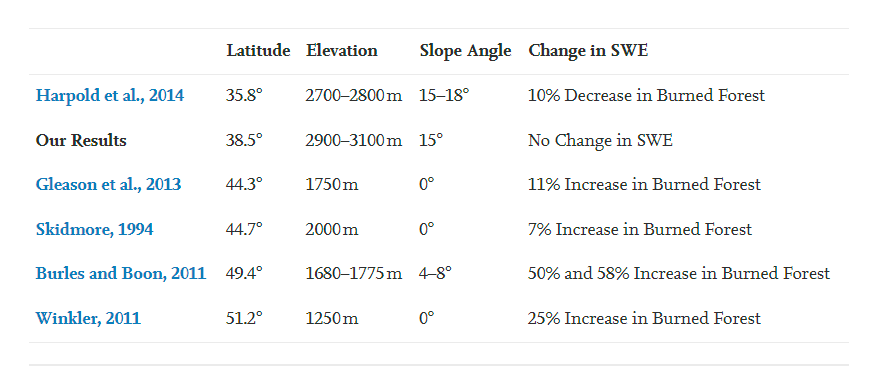 Latitude Elevation Slope Angle Change in SWE
Harpold et al., 2014 35.8° 2700–2800 m 15–18° 10% Decrease in Burned Forest
Our Results 38.5° 2900–3100 m 15° No Change in SWE
Gleason et al., 2013 44.3° 1750 m 0° 11% Increase in Burned Forest
Skidmore, 1994 44.7° 2000 m 0° 7% Increase in Burned Forest
Burles and Boon, 2011 49.4° 1680–1775 m 4–8° 50% and 58% Increase in Burned Forest
Winkler, 2011 51.2° 1250 m 0° 25% Increase in Burned Forest